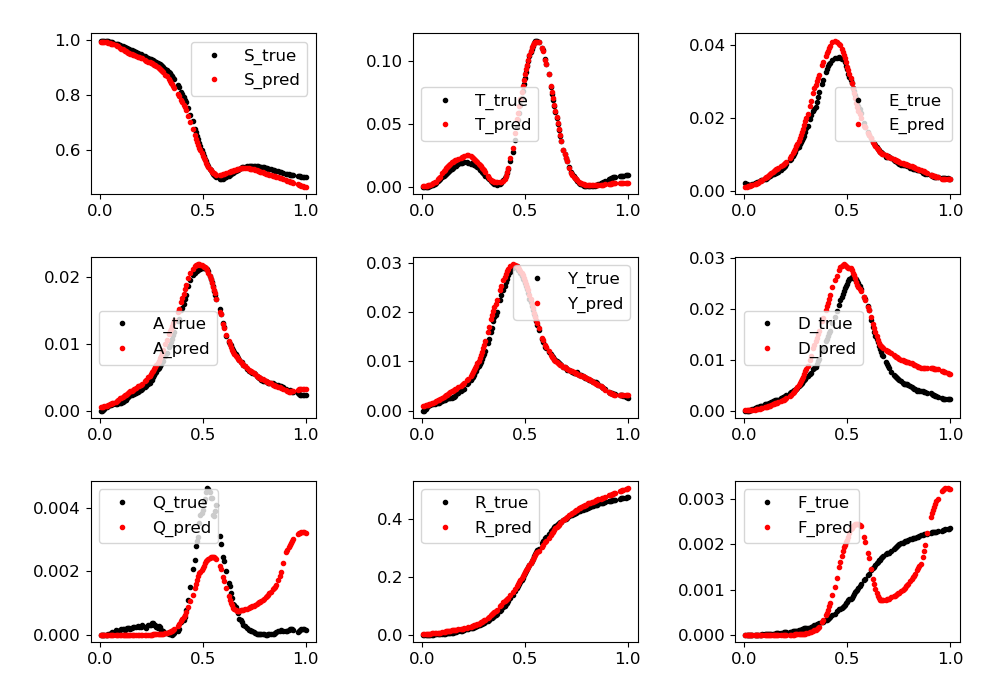 1.0
0.8
0.6
S_true
S_pred
0.0 0.5 1.0
0.10
0.05
0.00
T_true
T_pred
0.0 0.5 1.0
0.04
0.02
0.00
E_true
E_pred
0.0 0.5 1.0
0.02
0.01
0.00
A_true
A_pred
0.0 0.5 1.0
0.03
0.02
0.01
0.00
Y_true
Y_pred
0.0 0.5 1.0
0.03
0.02
0.01
0.00
D_true
D_pred
0.0 0.5 1.0
0.004
0.002
0.000
Q_true
Q_pred
0.0 0.5 1.0
0.4
0.2
0.0
R_true
R_pred
0.0 0.5 1.0
0.003
0.002
0.001
0.000
F_true
F_pred
0.0 0.5 1.0